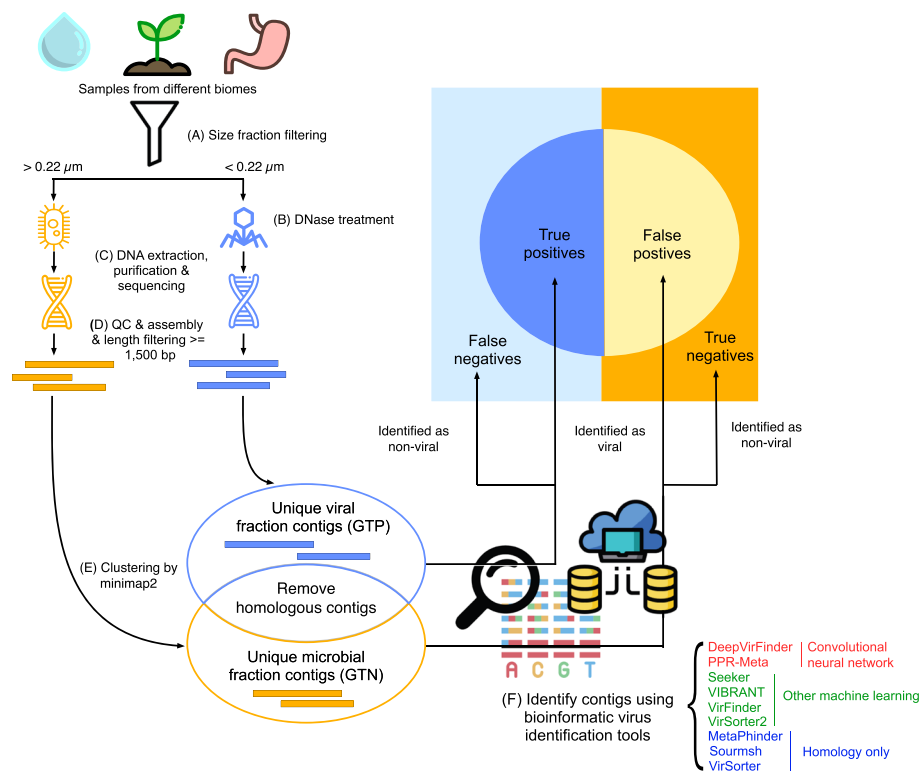 Samples from different biomes
(A) Size fraction filtering
> 0.22 µm
< 0.22 µm
(B) DNase treatment
(C) DNA extraction,
purification &
sequencing
(D) QC & assembly
& length filtering >=
1,500 bp
(E) Clustering by
minimap2
Unique viral
fraction contigs (GTP)
Remove
homologous contigs
Unique microbial
fraction contigs (GTN)
True
positives
False
postives
False
negatives
True
negatives
Identified as
non-viral
Identified as
viral
Identified as
non-viral
A C G T
(F) Identify contigs using
bioinformatic virus
identification tools
DeepVirFinder
PPR-Meta
Convolutional
neural network
Seeker
VIBRANT
VirFinder
VirSorter2
Other machine learning
MetaPhinder
Sourmsh
VirSorter
Homology only